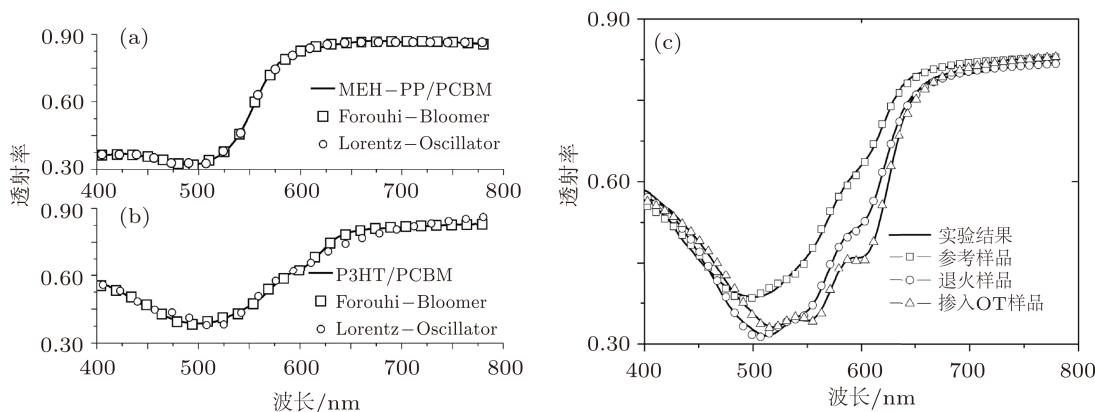 0.90
(a)
0.60
MEH-PP/PCBM
Forouhi-Bloomer
Lorentz-Oscillator
0.30
400 500 600 700 800
透射率
0.90
(b)
0.60
P3HT/PCBM
Forouhi-Bloomer
Lorentz-Oscillator
0.30
400 500 600 700 800
波长/nm
0.90
(c)
0.60
透射率
实验结果
参考样品
退火样品
掺入OT样品
0.30
400 500 600 700 800
波长/nm